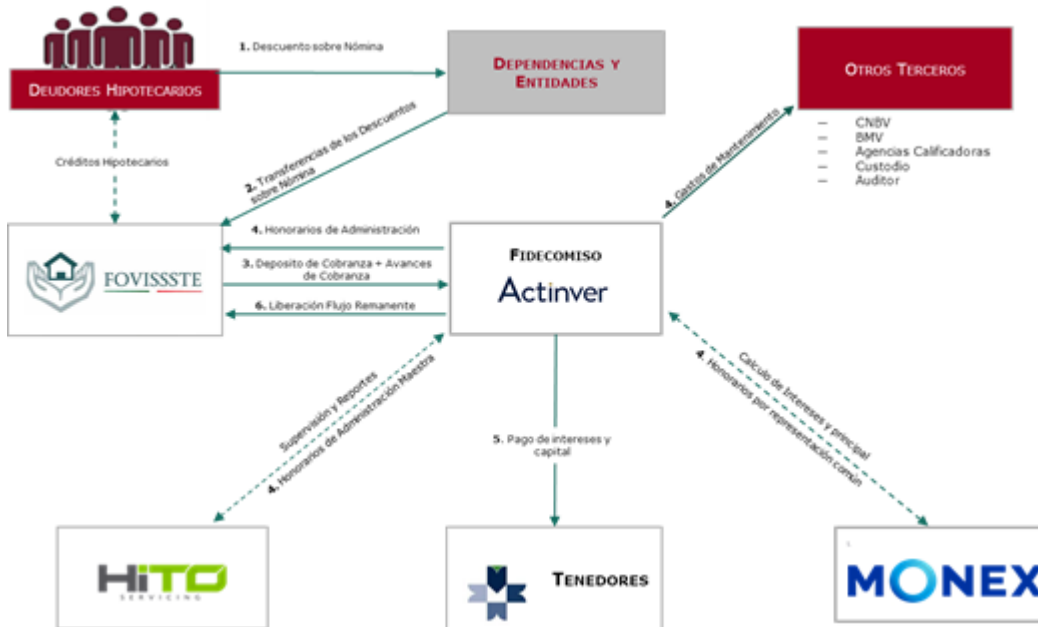 1. Descuento sobre Nómina
DEUDORES HIPOTECARIOS
DEPENDENCIAS Y
ENTIDADES
OTROS TERCEROS
— CNBV
— BMV
— Agencias Calificadoras
— Custodio
— Auditor
Créditos Hipotecarios
2. Transferencias de los Descuentos
sobre Nómina
4. Gastos de Mantenimiento
FOVISSSTE
4. Honorarios de Administración
3. Deposito de Cobranza + Avances
de Cobranza
6. Liberación Flujo Remanente
FIDECOMISO
Actinver
Supervisión y Reportes
4. Honorarios de Administración Maestra
5. Pago de intereses y
capital
Calculo de Intereses y principal
4. Honorarios por representación común
HiTO
SERVICING
TENEDORES
MONEX